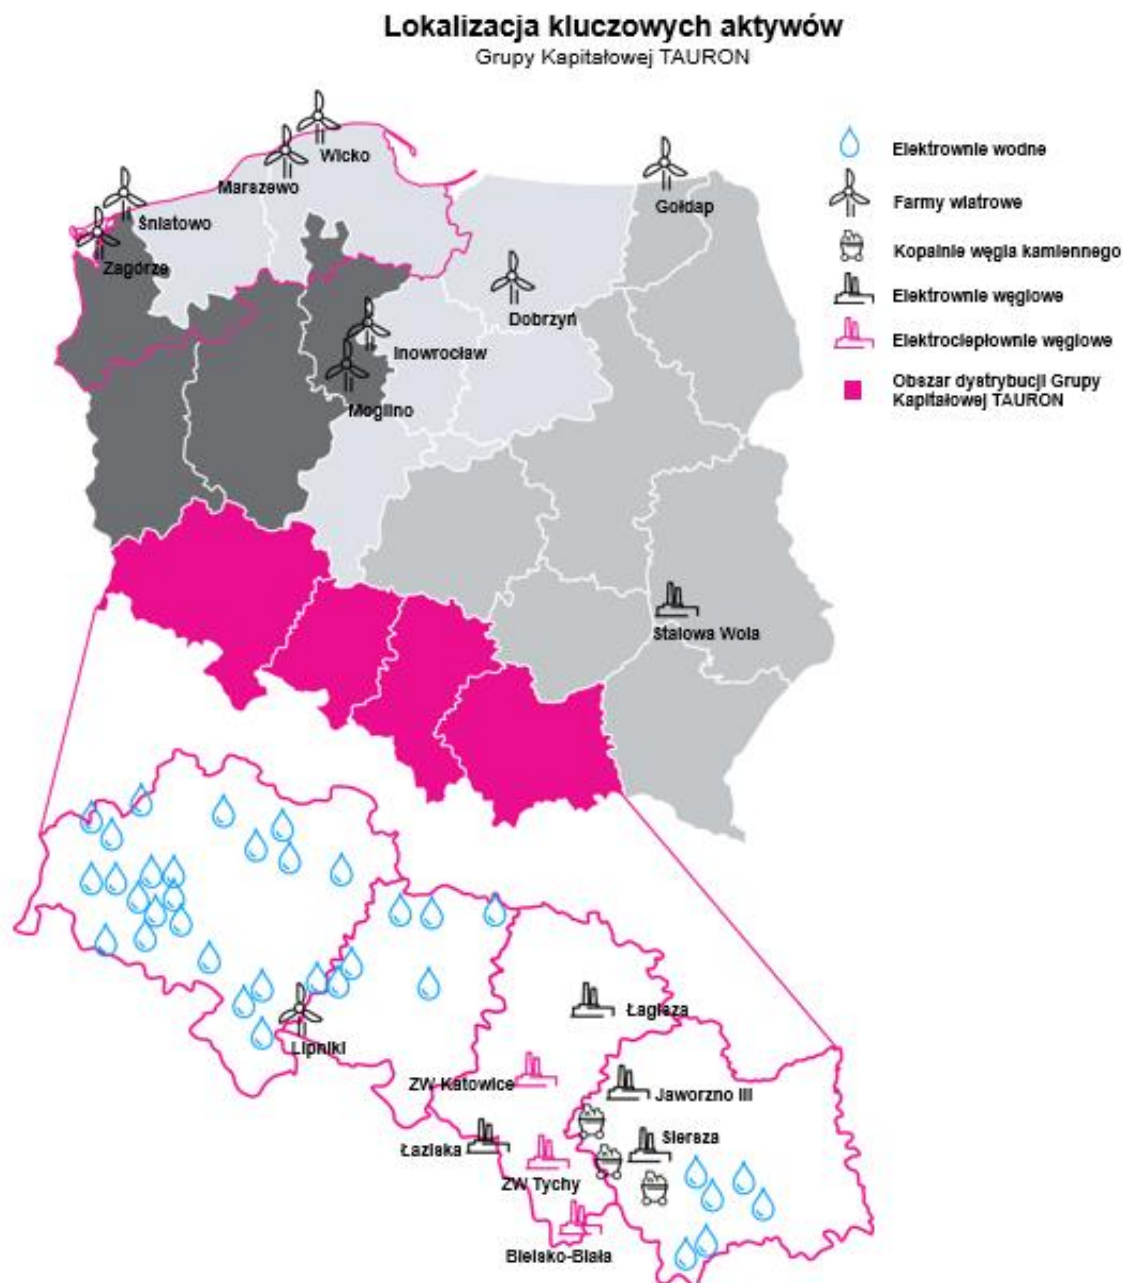 Lokalizacja kluczowych aktywów
Grupy Kapitałowej TAURON
Wicko
Marszewo
Śniatowo
Zagórze
Gołdap
Dobrzyń
Inowrocław
Mogilno
Stalowa Wola
Elektrownie wodne
Farmy wiatrowe
Kopalnie węgla kamiennego
Elektrownie węglowe
Elektrociepłownie węglowe
Obszar dystrybucji Grupy
Kapitałowej TAURON
Lipniki
Łagisza
ZW Katowice
Jaworzno III
Łaziska
Siersza
ZW Tychy
Bielsko-Biała